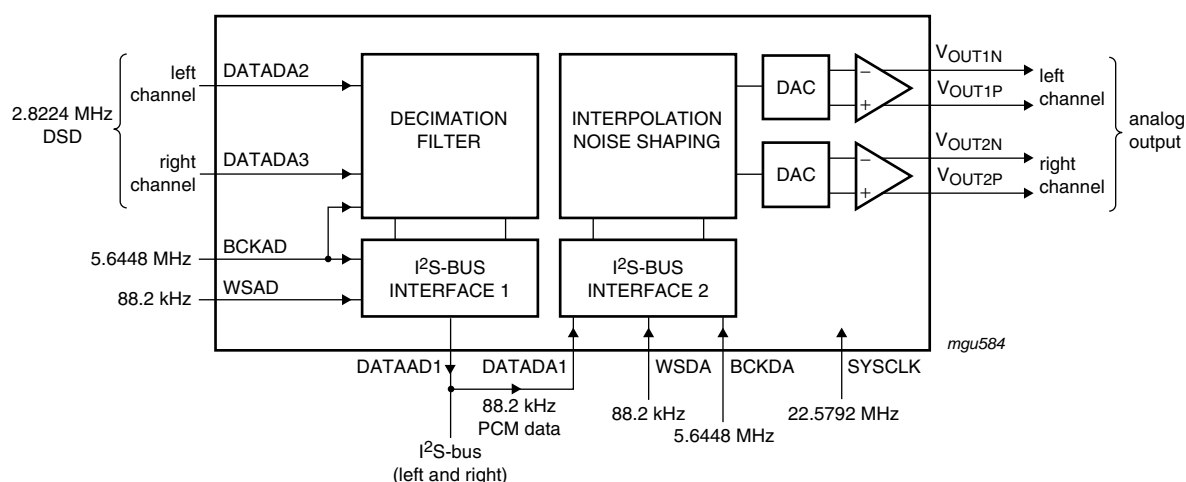 2.8224 MHz
DSD
left
channel
DATADA2
right
channel
DATADA3
5.6448 MHz
BCKAD
88.2 kHz
WSAD
DECIMATION
FILTER
I²S-BUS
INTERFACE 1
INTERPOLATION
NOISE SHAPING
I²S-BUS
INTERFACE 2
DAC
−
+
DAC
−
+
VOUT1N
VOUT1P
left
channel
VOUT2N
VOUT2P
right
channel
analog
output
mgu584
DATAAD1
DATADA1
WSDA
BCKDA
SYSCLK
88.2 kHz
PCM data
88.2 kHz
5.6448 MHz
22.5792 MHz
I²S-bus
(left and right)